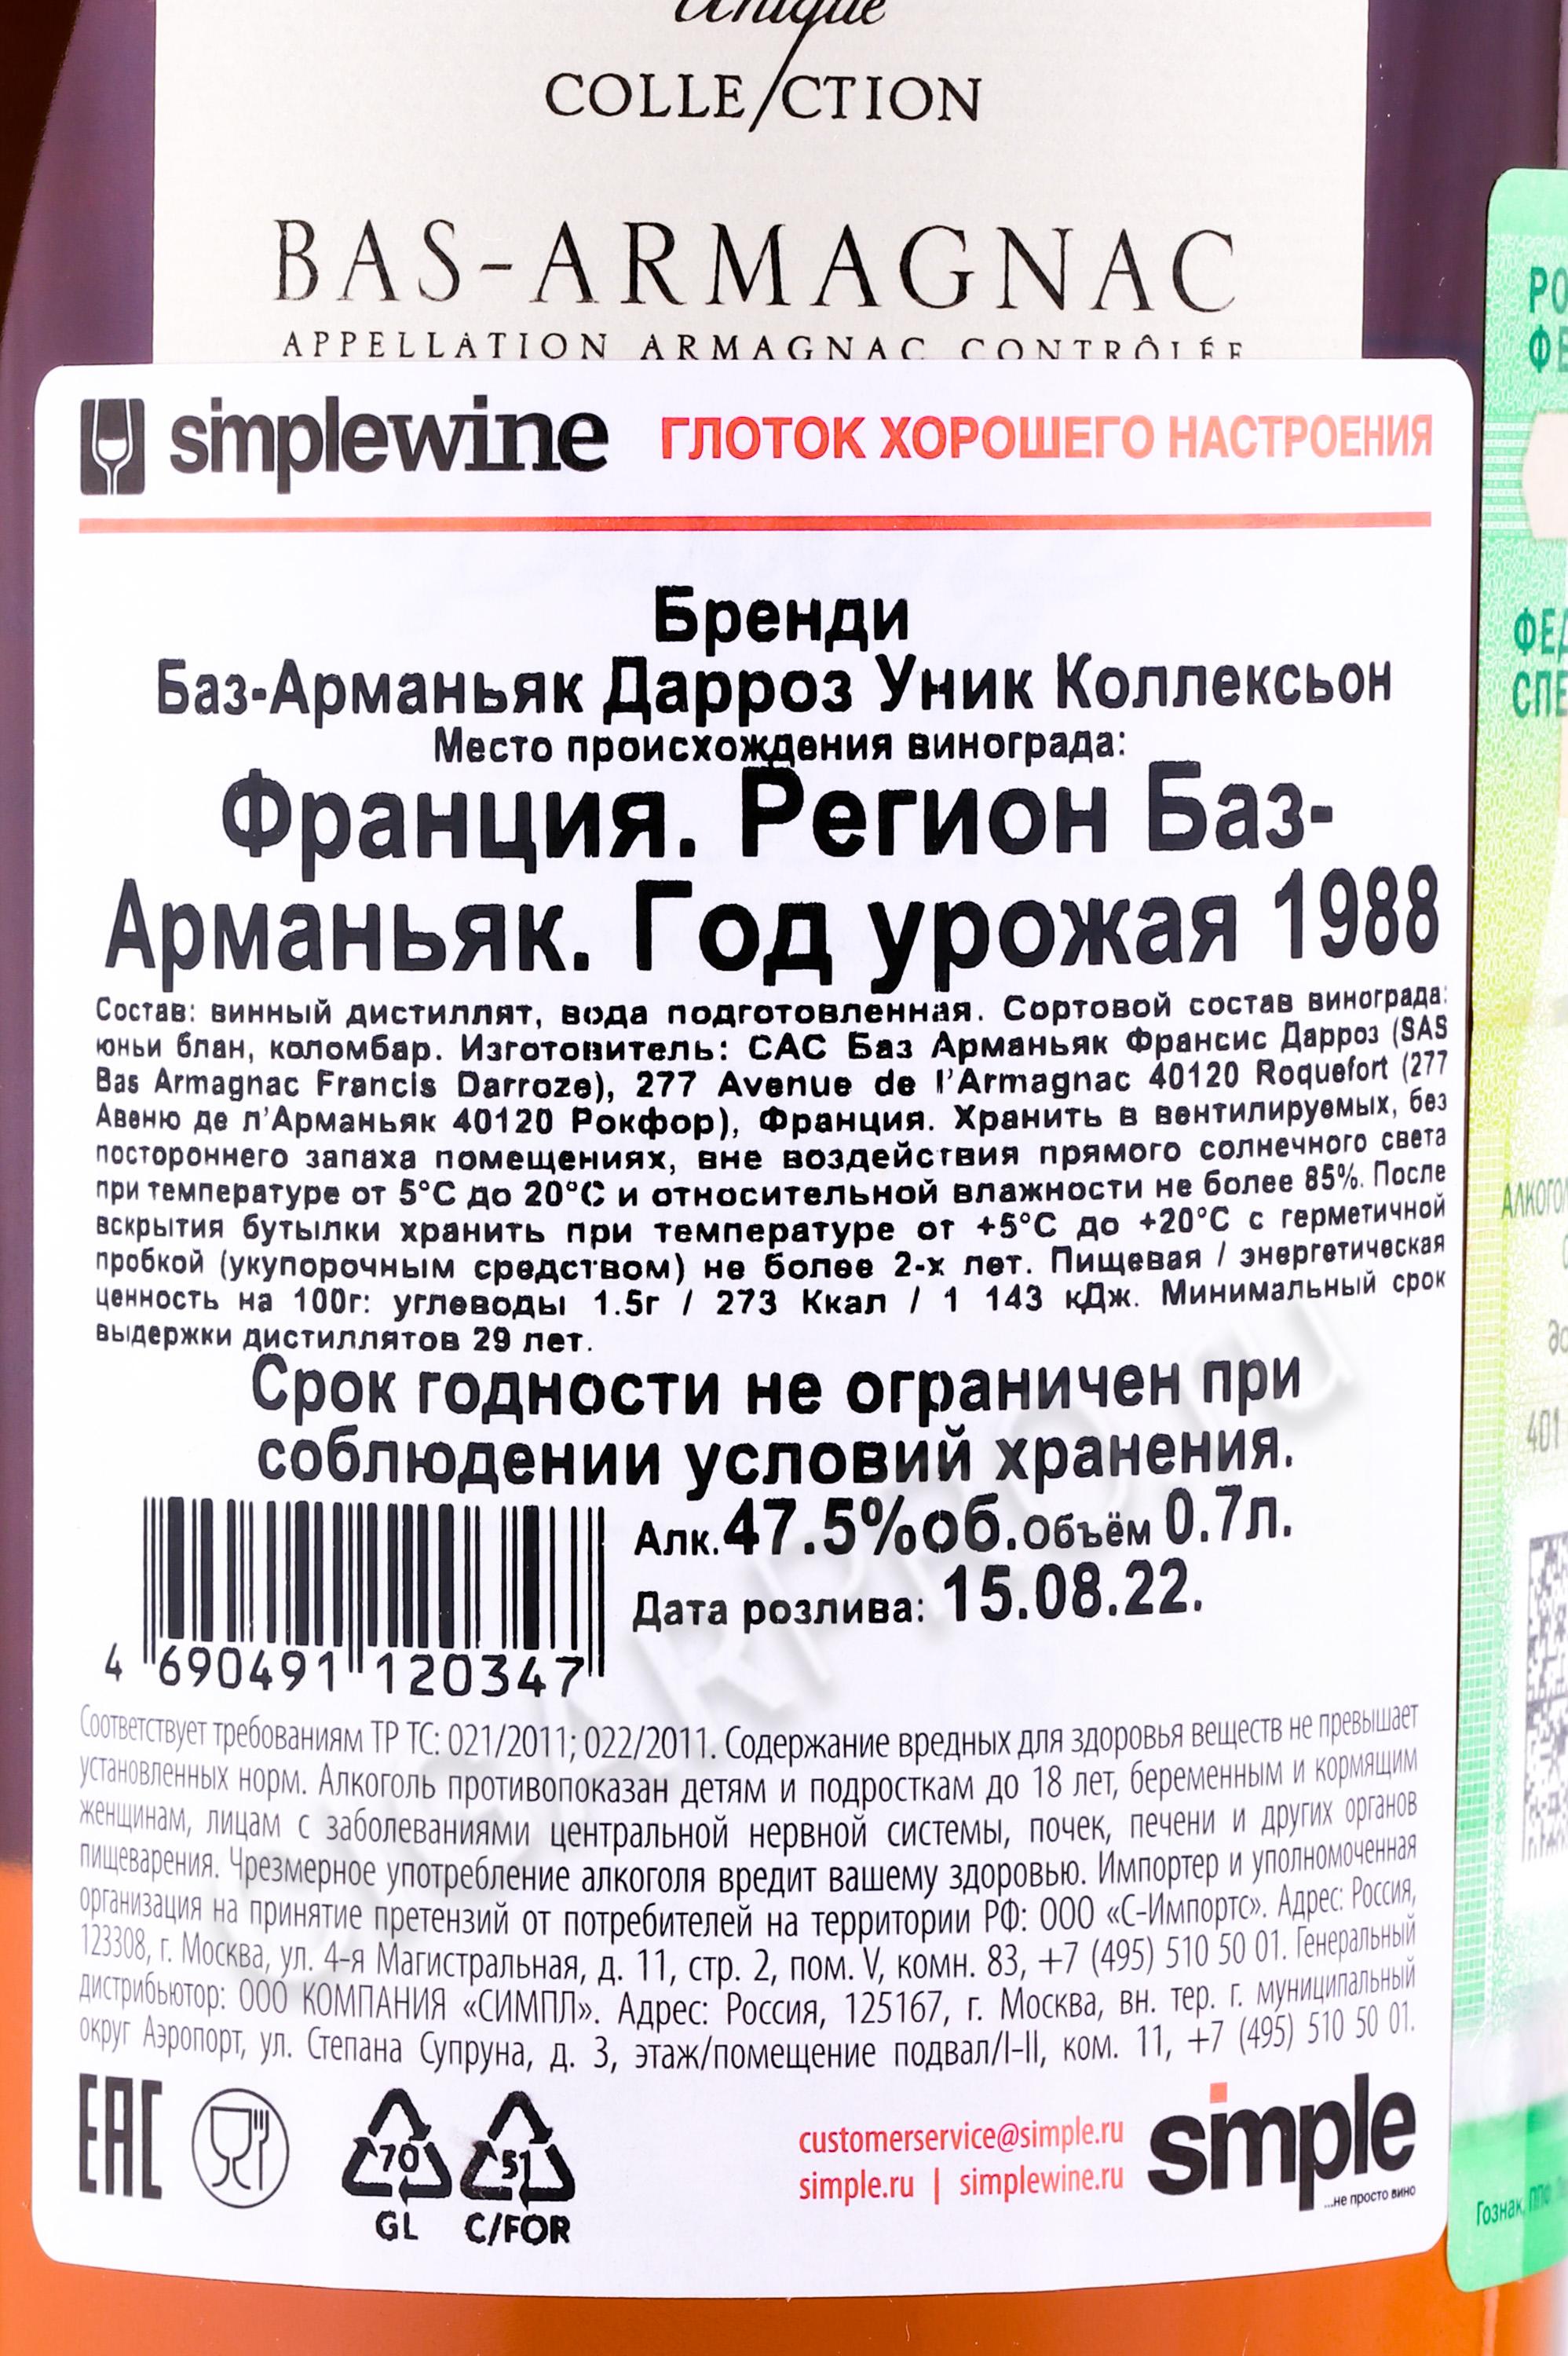 Unique
COLLECTION
BAS-ARMAGNAC
APPELLATION ARMAGNAC CONTRÔLÉE
simplewine ГЛОТОК ХОРОШЕГО НАСТРОЕНИЯ
Бренди
Баз-Арманьяк Дарроз Уник Коллексьон
Место происхождения винограда:
Франция. Регион Баз-
Арманьяк. Год урожая 1988
Состав: винный дистиллят, вода подготовленная. Сортовой состав винограда:
юньи блан, коломбар. Изготовитель: САС Баз Арманьяк Франсис Дарроз (SAS
Bas Armagnac Francis Darroze), 277 Avenue de l'Armagnac 40120 Roquefort (277
Авеню де л'Арманьяк 40120 Рокфор), Франция. Хранить в вентилируемых, без
постороннего запаха помещениях, вне воздействия прямого солнечного света
при температуре от 5°С до 20°С и относительной влажности не более 85%. После
вскрытия бутылки хранить при температуре от +5°С до +20°С с герметичной
пробкой (укупорочным средством) не более 2-х лет. Пищевая / энергетическая
ценность на 100г: углеводы 1.5г / 273 Ккал / 1 143 кДж. Минимальный срок
выдержки дистиллятов 29 лет.
Срок годности не ограничен при
соблюдении условий хранения.
Алк.47.5%об.Объём 0.7л.
Дата розлива: 15.08.22.
4 690491 120347
Соответствует требованиям ТР ТС: 021/2011; 022/2011. Содержание вредных для здоровья веществ не превышает
установленных норм. Алкоголь противопоказан детям и подросткам до 18 лет, беременным и кормящим
женщинам, лицам с заболеваниями центральной нервной системы, почек, печени и других органов
пищеварения. Чрезмерное употребление алкоголя вредит вашему здоровью. Импортер и уполномоченная
организация на принятие претензий от потребителей на территории РФ: ООО «С-Импортс». Адрес: Россия,
123308, г. Москва, ул. 4-я Магистральная, д. 11, стр. 2, пом. V, комн. 83, +7 (495) 510 50 01. Генеральный
дистрибьютор: ООО КОМПАНИЯ «СИМПЛ». Адрес: Россия, 125167, г. Москва, вн. тер. г. муниципальный
округ Аэропорт, ул. Степана Супруна, д. 3, этаж/помещение подвал/I-II, ком. 11, +7 (495) 510 50 01.
EAC
70 51
GL C/FOR
customerservice@simple.ru
simple.ru | simplewine.ru
simple
...не просто вино
РО
ФЕ
ФЕД
СПЕ
401
Гознак,
CIGARPRO.ru